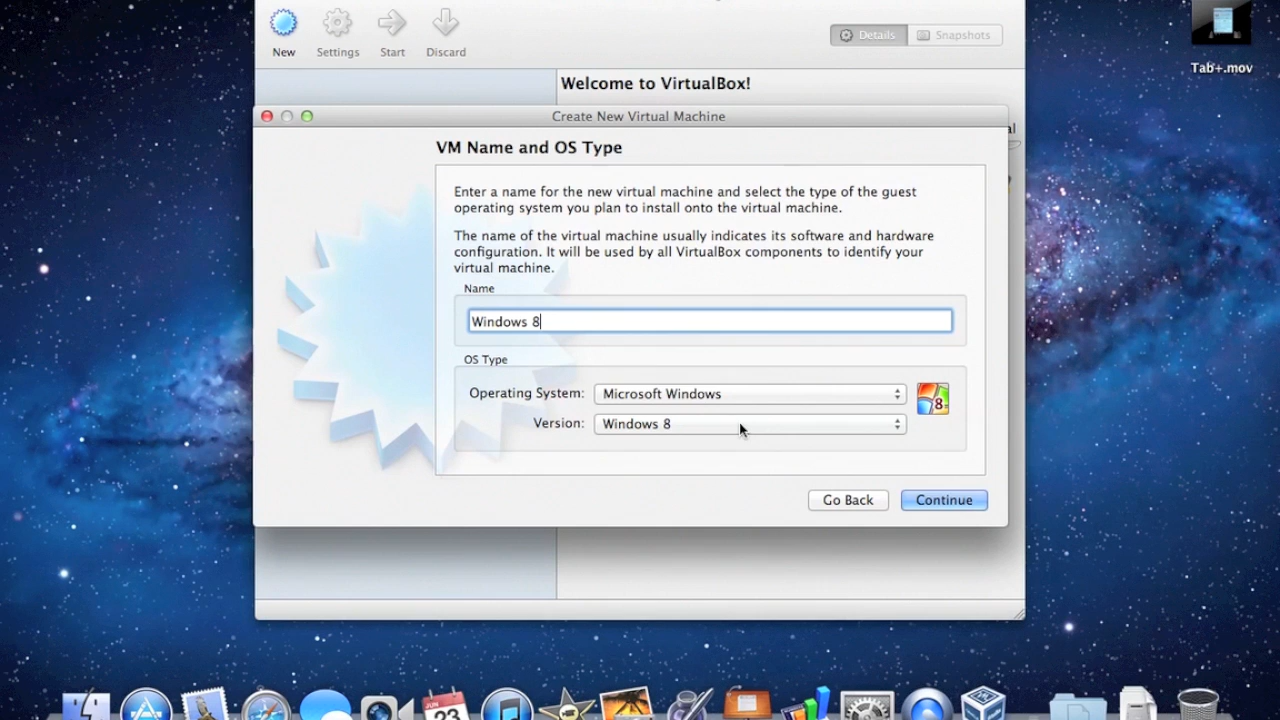 New Settings Start Discard
Details Snapshots
Tab+.mov
Welcome to VirtualBox!
Create New Virtual Machine
al
VM Name and OS Type
Enter a name for the new virtual machine and select the type of the guest
operating system you plan to install onto the virtual machine.
The name of the virtual machine usually indicates its software and hardware
configuration. It will be used by all VirtualBox components to identify your
virtual machine.
Name
Windows 8
OS Type
Operating System: Microsoft Windows
8
Version: Windows 8
Go Back Continue
JUN
23